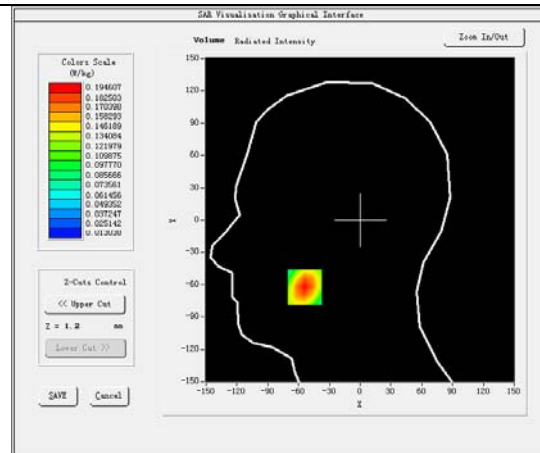 SAR Visualisation Graphical Interface
Volume Radiated Intensity
Zoom In/Out
Colors Scale
(W/kg)
0.194607
0.182503
0.170398
0.158293
0.146189
0.134084
0.121979
0.109875
0.097770
0.085666
0.073561
0.061456
0.049352
0.037247
0.025142
0.013038
Z-Cuts Control
<< Upper Cut
Z = 1.2 mm
Lower Cut >>
SAVE Cancel
150
120
90
60
30
0
-30
-60
-90
-120
-150
Y
-150 -120 -90 -60 -30 0 30 60 90 120 150
X